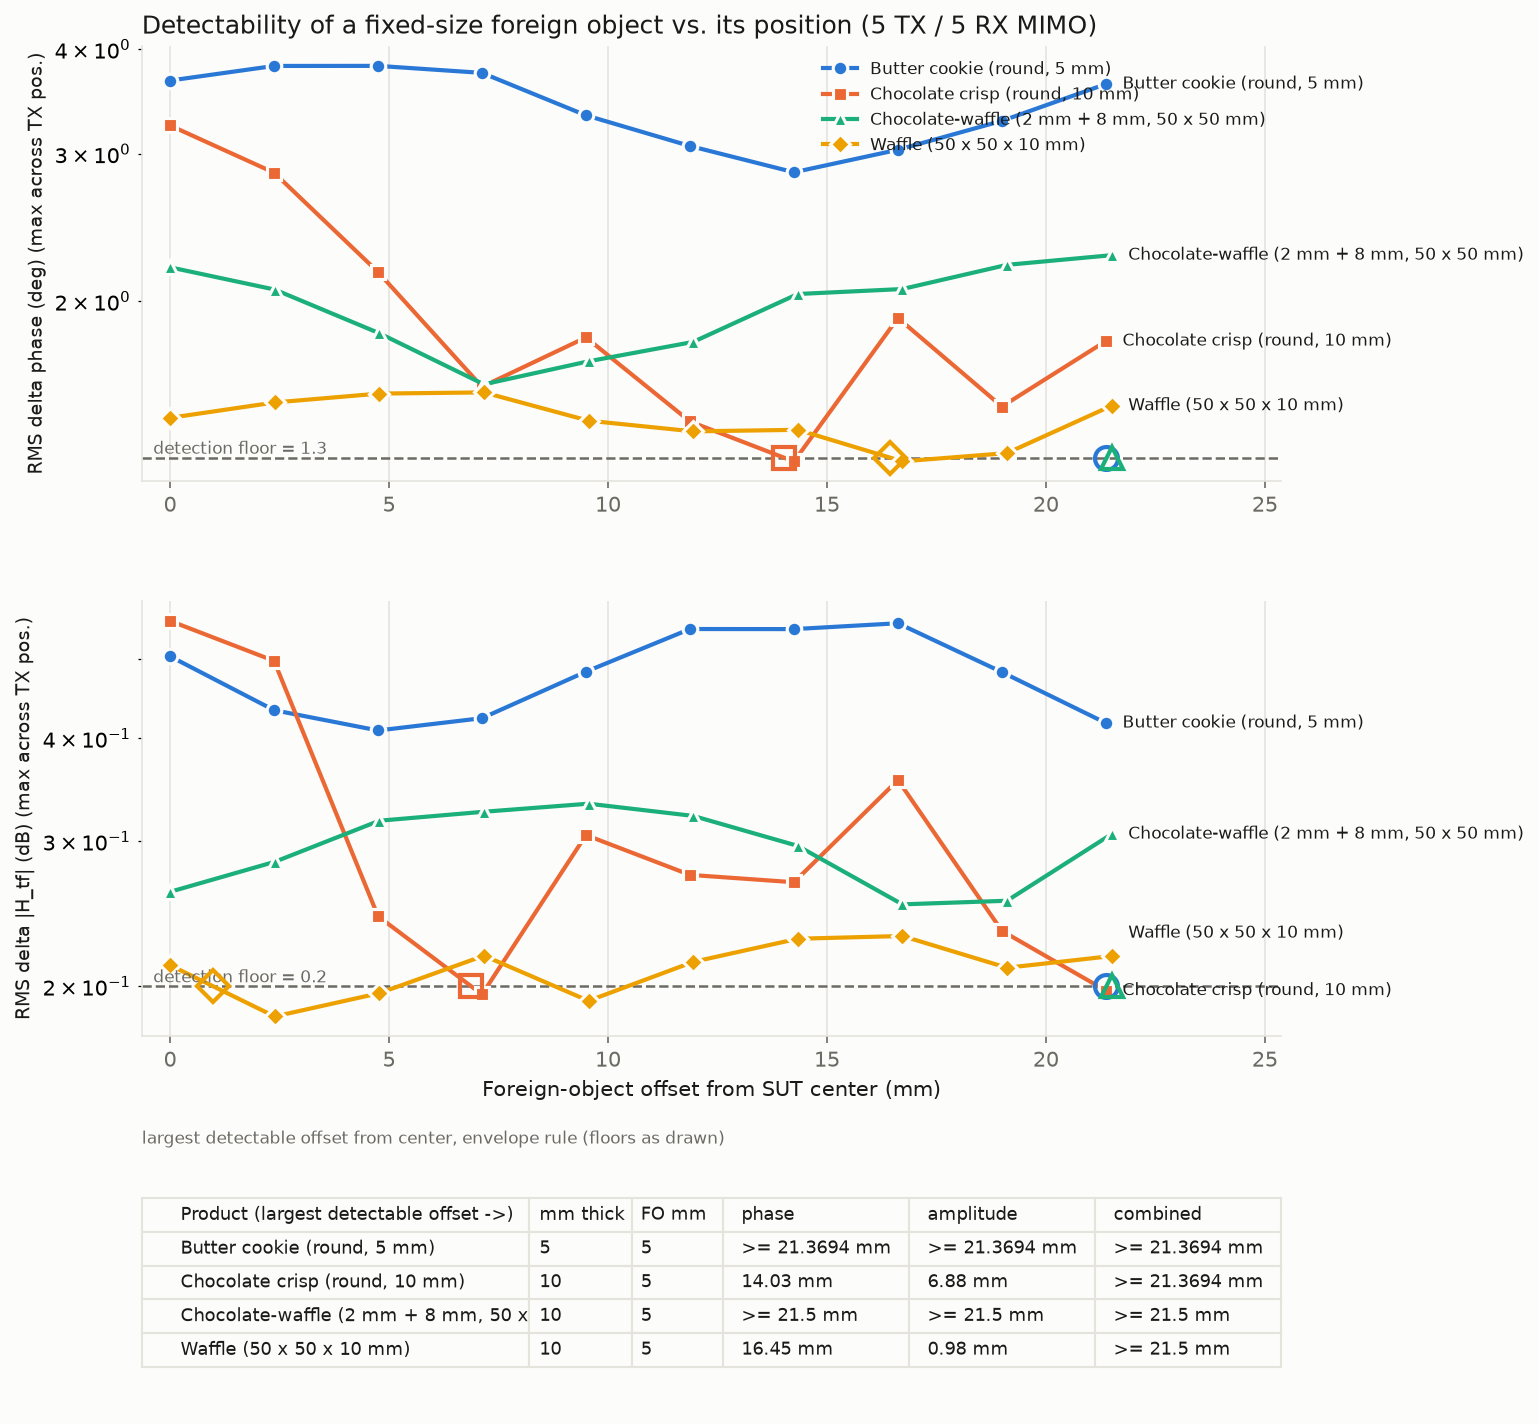 Detectability of a fixed-size foreign object vs. its position (5 TX / 5 RX MIMO)
RMS delta phase (deg) (max across TX pos.)
4 × 10⁰
3 × 10⁰
2 × 10⁰
Butter cookie (round, 5 mm)
Chocolate crisp (round, 10 mm)
Chocolate-waffle (2 mm + 8 mm, 50 x 50 mm)
Waffle (50 x 50 x 10 mm)
Butter cookie (round, 5 mm)
Chocolate-waffle (2 mm + 8 mm, 50 x 50 mm)
Chocolate crisp (round, 10 mm)
Waffle (50 x 50 x 10 mm)
detection floor = 1.3
0 5 10 15 20 25
RMS delta |H_tf| (dB) (max across TX pos.)
4 × 10⁻¹
3 × 10⁻¹
2 × 10⁻¹
Butter cookie (round, 5 mm)
Chocolate-waffle (2 mm + 8 mm, 50 x 50 mm)
Waffle (50 x 50 x 10 mm)
detection floor = 0.2
Chocolate crisp (round, 10 mm)
0 5 10 15 20 25
Foreign-object offset from SUT center (mm)
largest detectable offset from center, envelope rule (floors as drawn)
Product (largest detectable offset ->) mm thick FO mm phase amplitude combined
Butter cookie (round, 5 mm) 5 5 >= 21.3694 mm >= 21.3694 mm >= 21.3694 mm
Chocolate crisp (round, 10 mm) 10 5 14.03 mm 6.88 mm >= 21.3694 mm
Chocolate-waffle (2 mm + 8 mm, 50 x 10 5 >= 21.5 mm >= 21.5 mm >= 21.5 mm
Waffle (50 x 50 x 10 mm) 10 5 16.45 mm 0.98 mm >= 21.5 mm